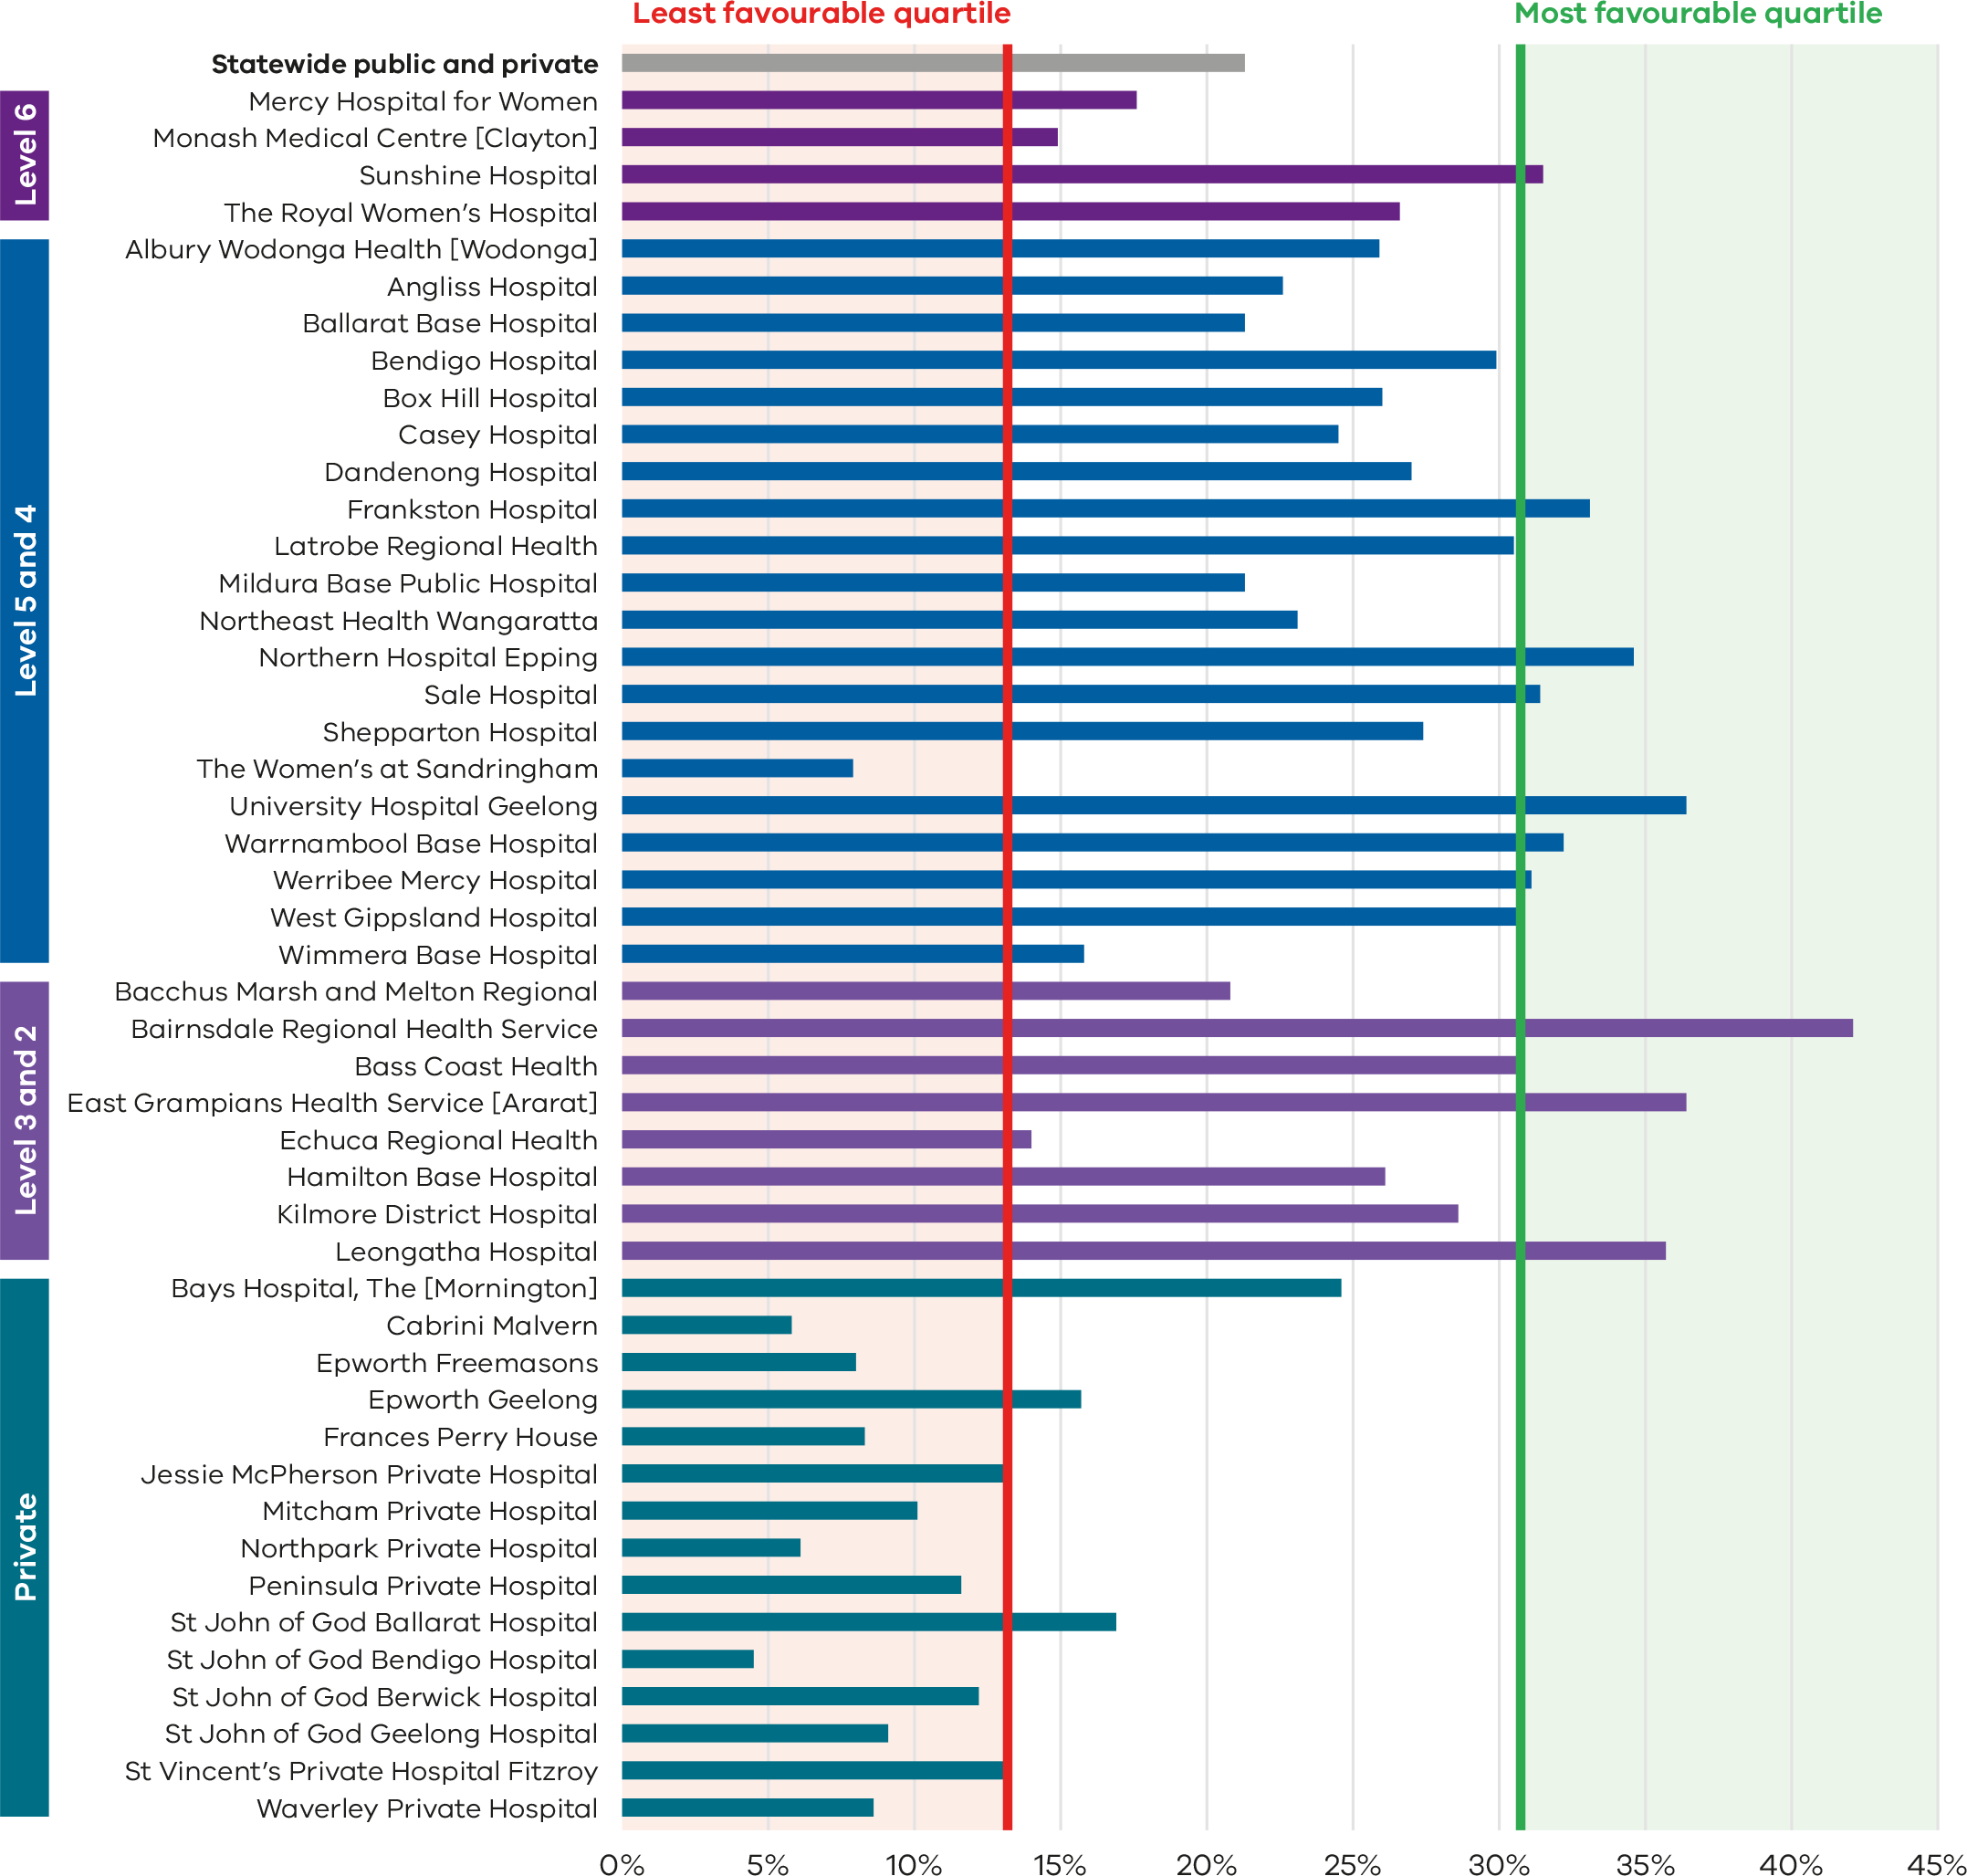 Least favourable quartile
Most favourable quartile
Statewide public and private
Level 6
Mercy Hospital for Women
Monash Medical Centre [Clayton]
Sunshine Hospital
The Royal Women’s Hospital
Level 5 and 4
Albury Wodonga Health [Wodonga]
Angliss Hospital
Ballarat Base Hospital
Bendigo Hospital
Box Hill Hospital
Casey Hospital
Dandenong Hospital
Frankston Hospital
Latrobe Regional Health
Mildura Base Public Hospital
Northeast Health Wangaratta
Northern Hospital Epping
Sale Hospital
Shepparton Hospital
The Women’s at Sandringham
University Hospital Geelong
Warrnambool Base Hospital
Werribee Mercy Hospital
West Gippsland Hospital
Wimmera Base Hospital
Level 3 and 2
Bacchus Marsh and Melton Regional
Bairnsdale Regional Health Service
Bass Coast Health
East Grampians Health Service [Ararat]
Echuca Regional Health
Hamilton Base Hospital
Kilmore District Hospital
Leongatha Hospital
Private
Bays Hospital, The [Mornington]
Cabrini Malvern
Epworth Freemasons
Epworth Geelong
Frances Perry House
Jessie McPherson Private Hospital
Mitcham Private Hospital
Northpark Private Hospital
Peninsula Private Hospital
St John of God Ballarat Hospital
St John of God Bendigo Hospital
St John of God Berwick Hospital
St John of God Geelong Hospital
St Vincent’s Private Hospital Fitzroy
Waverley Private Hospital
0% 5% 10% 15% 20% 25% 30% 35% 40% 45%